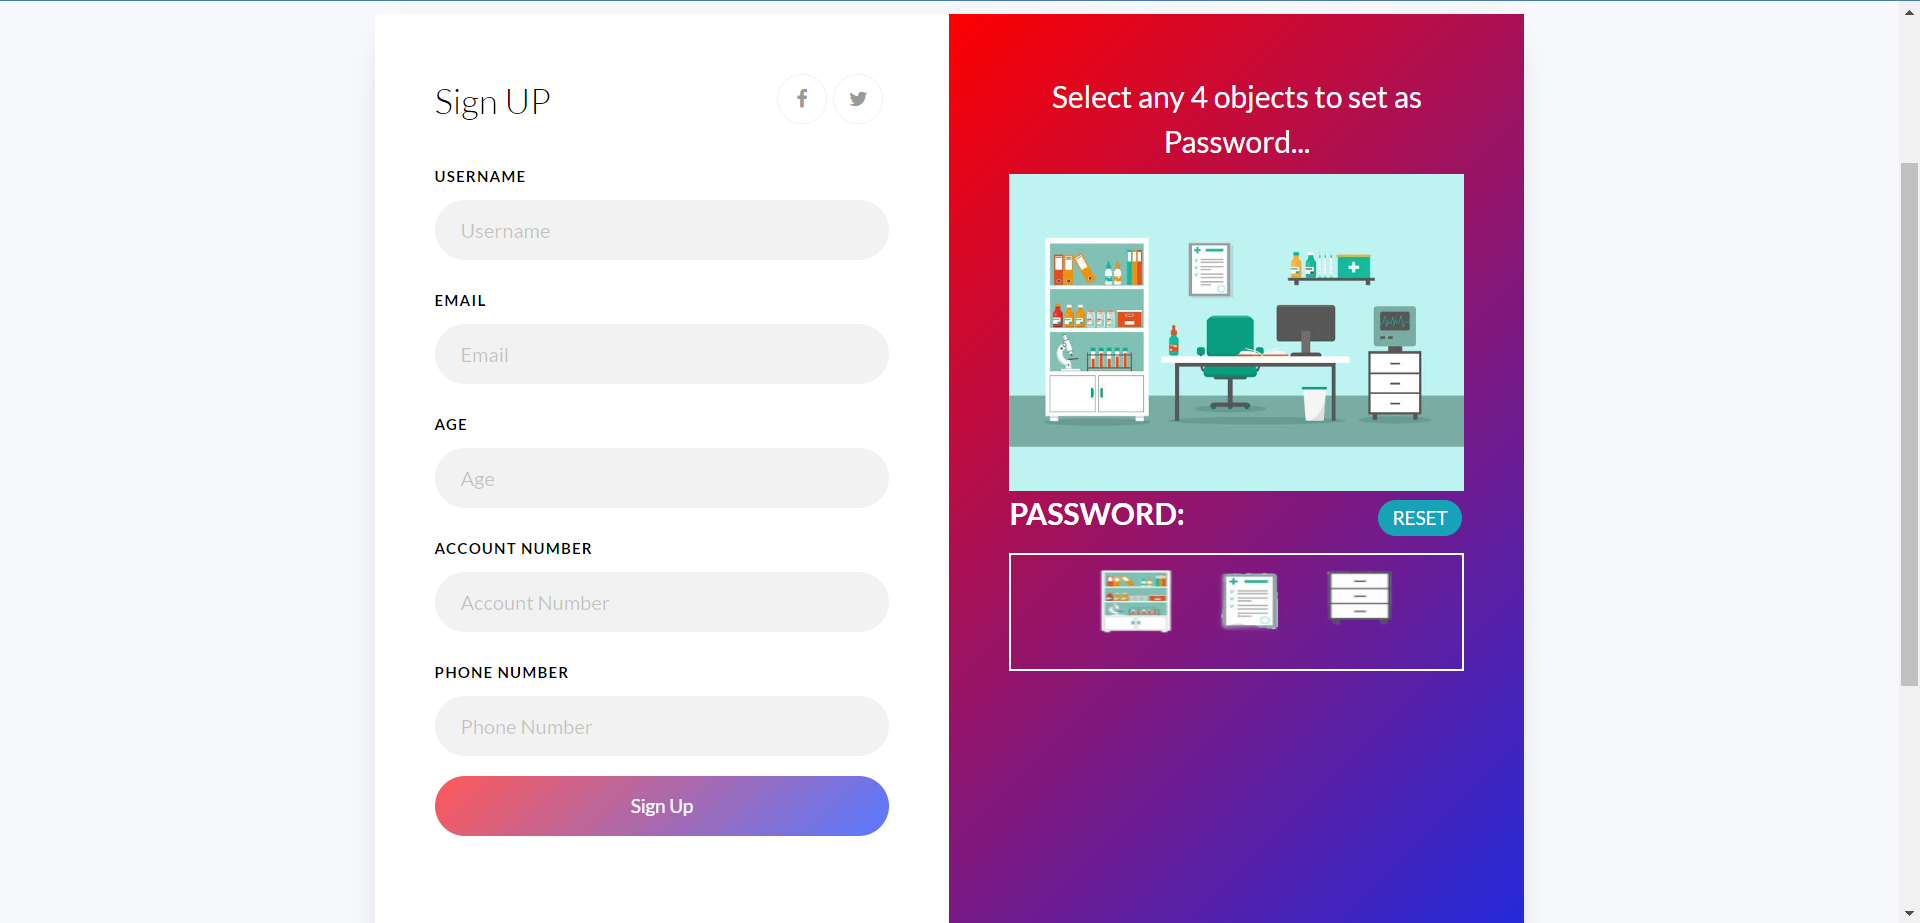 Sign UP
USERNAME
Username
EMAIL
Email
AGE
Age
ACCOUNT NUMBER
Account Number
PHONE NUMBER
Phone Number
Sign Up
Select any 4 objects to set as
Password...
PASSWORD:
RESET